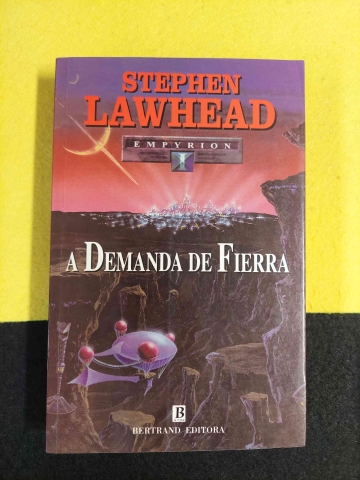 STEPHEN
LAWHEAD
EMPYRION
I
A DEMANDA DE FIERRA
B
BERTRAND EDITORA